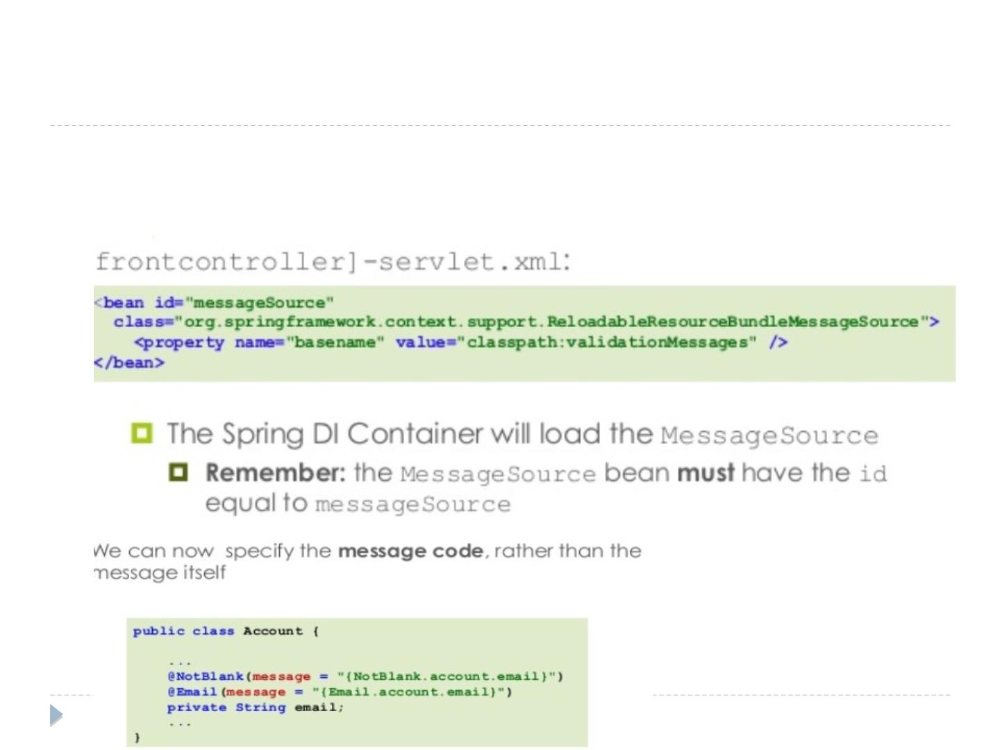 frontcontroller]-servlet.xml:
<bean id="messageSource"
class="org.springframework.context.support.ReloadableResourceBundleMessageSource">
<property name="basename" value="classpath:validationMessages" />
</bean>
The Spring DI Container will load the MessageSource
Remember: the MessageSource bean must have the id
equal to messageSource
We can now specify the message code, rather than the
message itself
public class Account {
...
@NotBlank(message = "{NotBlank.account.email}")
@Email(message = "{Email.account.email}")
private String email;
...
}